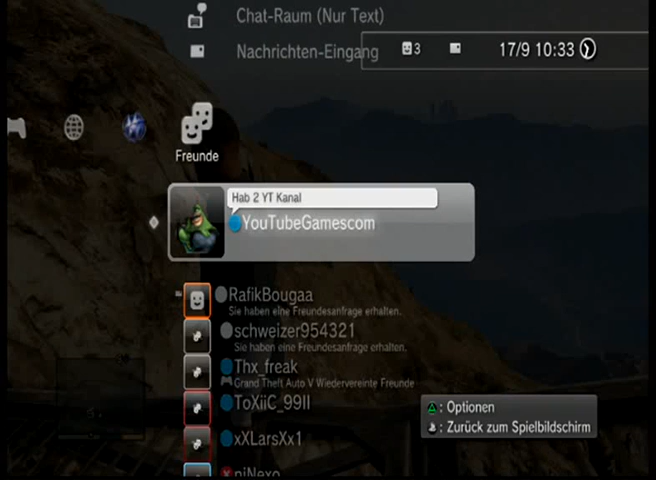 Chat-Raum (Nur Text)
Nachrichten-Eingang
3
17/9 10:33
Freunde
Hab 2 YT Kanal
YouTubeGamescom
RafikBougaa
Sie haben eine Freundesanfrage erhalten.
schweizer954321
Sie haben eine Freundesanfrage erhalten.
Thx_freak
Grand Theft Auto V Wiedervereinte Freunde
ToXiiC_99II
xXLarsXx1
niNexo
: Optionen
: Zurück zum Spielbildschirm